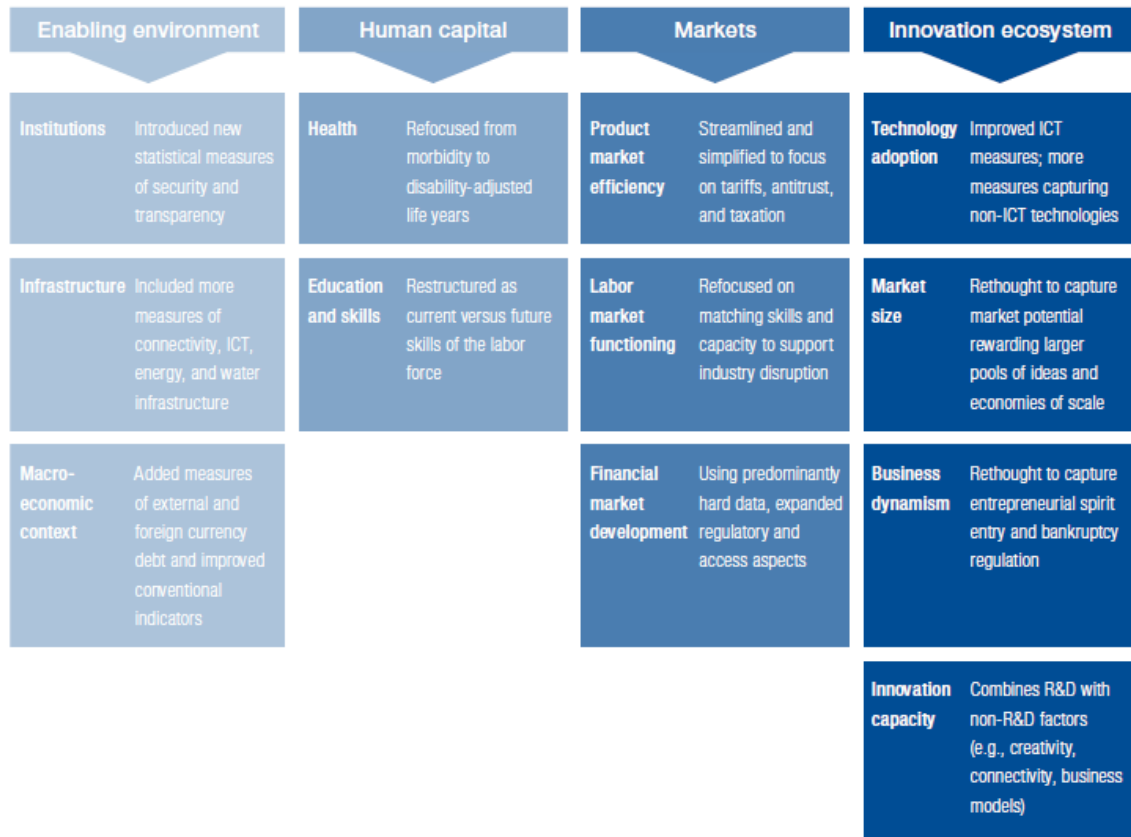 Enabling environment
Institutions
Introduced new
statistical measures
of security and
transparency
Infrastructure
Included more
measures of
connectivity, ICT,
energy, and water
infrastructure
Macro-
economic
context
Added measures
of external and
foreign currency
debt and improved
conventional
indicators
Human capital
Health
Refocused from
morbidity to
disability-adjusted
life years
Education
and skills
Restructured as
current versus future
skills of the labor
force
Markets
Product
market
efficiency
Streamlined and
simplified to focus
on tariffs, antitrust,
and taxation
Labor
market
functioning
Refocused on
matching skills and
capacity to support
industry disruption
Financial
market
development
Using predominantly
hard data, expanded
regulatory and
access aspects
Innovation ecosystem
Technology
adoption
Improved ICT
measures; more
measures capturing
non-ICT technologies
Market
size
Rethought to capture
market potential
rewarding larger
pools of ideas and
economies of scale
Business
dynamism
Rethought to capture
entrepreneurial spirit
entry and bankruptcy
regulation
Innovation
capacity
Combines R&D with
non-R&D factors
(e.g., creativity,
connectivity, business
models)